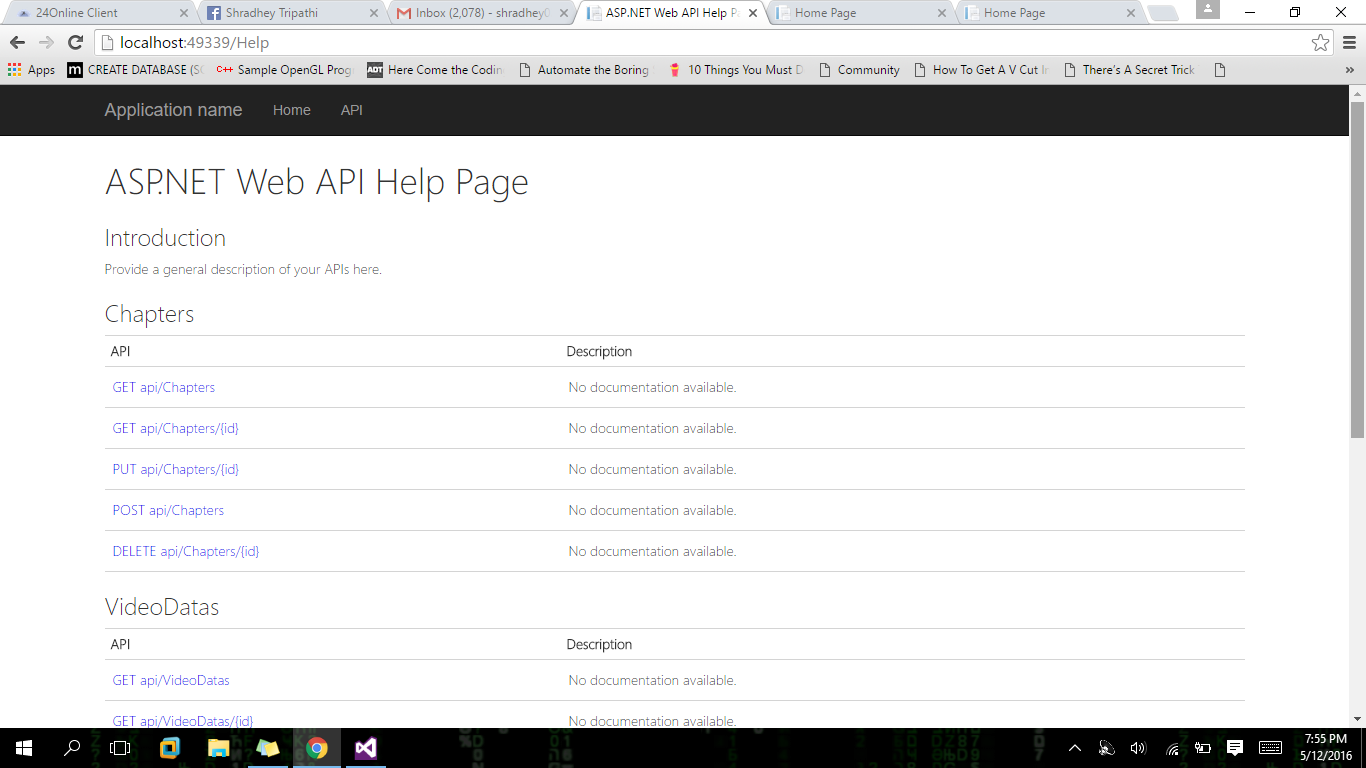 24Online Client
Shradhey Tripathi
Inbox (2,078) - shradhey0
ASP.NET Web API Help P
Home Page
Home Page
localhost:49339/Help
Apps
CREATE DATABASE (SQ
C++ Sample OpenGL Prog
ADT Here Come the Codin
Automate the Boring
10 Things You Must D
Community
How To Get A V Cut In
There's A Secret Trick
»
Application name
Home
API
ASP.NET Web API Help Page
Introduction
Provide a general description of your APIs here.
Chapters
API Description
GET api/Chapters No documentation available.
GET api/Chapters/{id} No documentation available.
PUT api/Chapters/{id} No documentation available.
POST api/Chapters No documentation available.
DELETE api/Chapters/{id} No documentation available.
VideoDatas
API Description
GET api/VideoDatas No documentation available.
GET api/VideoDatas/{id} No documentation available.
7:55 PM
5/12/2016